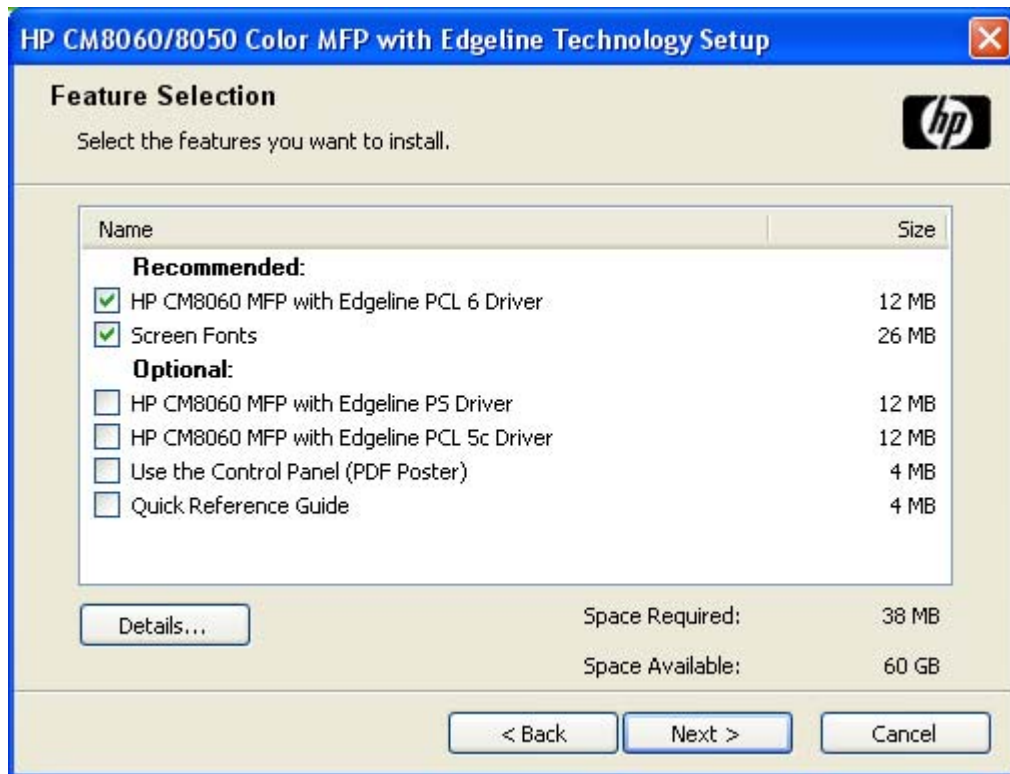 HP CM8060/8050 Color MFP with Edgeline Technology Setup
Feature Selection
Select the features you want to install.
hp
Name Size
Recommended:
HP CM8060 MFP with Edgeline PCL 6 Driver 12 MB
Screen Fonts 26 MB
Optional:
HP CM8060 MFP with Edgeline PS Driver 12 MB
HP CM8060 MFP with Edgeline PCL 5c Driver 12 MB
Use the Control Panel (PDF Poster) 4 MB
Quick Reference Guide 4 MB
Details... Space Required: 38 MB
Space Available: 60 GB
< Back Next > Cancel